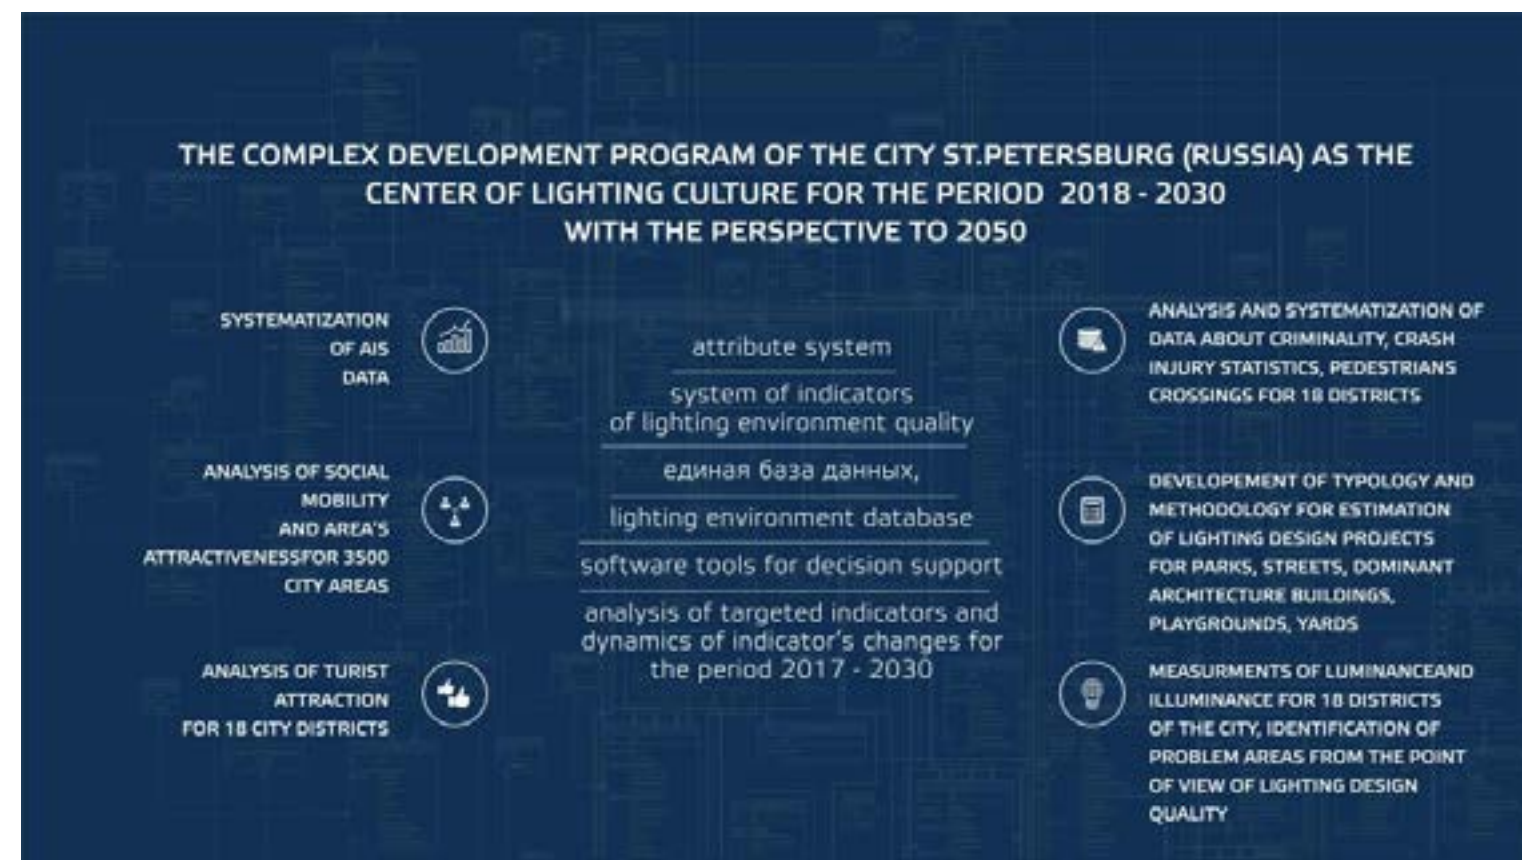 THE COMPLEX DEVELOPMENT PROGRAM OF THE CITY ST.PETERSBURG (RUSSIA) AS THE
CENTER OF LIGHTING CULTURE FOR THE PERIOD 2018 - 2030
WITH THE PERSPECTIVE TO 2050
SYSTEMATIZATION
OF AIS
DATA
ANALYSIS OF SOCIAL
MOBILITY
AND AREA'S
ATTRACTIVENESSFOR 3500
CITY AREAS
ANALYSIS OF TURIST
ATTRACTION
FOR 18 CITY DISTRICTS
attribute system
system of indicators
of lighting environment quality
единая база данных,
lighting environment database
software tools for decision support
analysis of targeted indicators and
dynamics of indicator's changes for
the period 2017 - 2030
ANALYSIS AND SYSTEMATIZATION OF
DATA ABOUT CRIMINALITY, CRASH
INJURY STATISTICS, PEDESTRIANS
CROSSINGS FOR 18 DISTRICTS
DEVELOPEMENT OF TYPOLOGY AND
METHODOLOGY FOR ESTIMATION
OF LIGHTING DESIGN PROJECTS
FOR PARKS, STREETS, DOMINANT
ARCHITECTURE BUILDINGS,
PLAYGROUNDS, YARDS
MEASURMENTS OF LUMINANCEAND
ILLUMINANCE FOR 18 DISTRICTS
OF THE CITY, IDENTIFICATION OF
PROBLEM AREAS FROM THE POINT
OF VIEW OF LIGHTING DESIGN
QUALITY